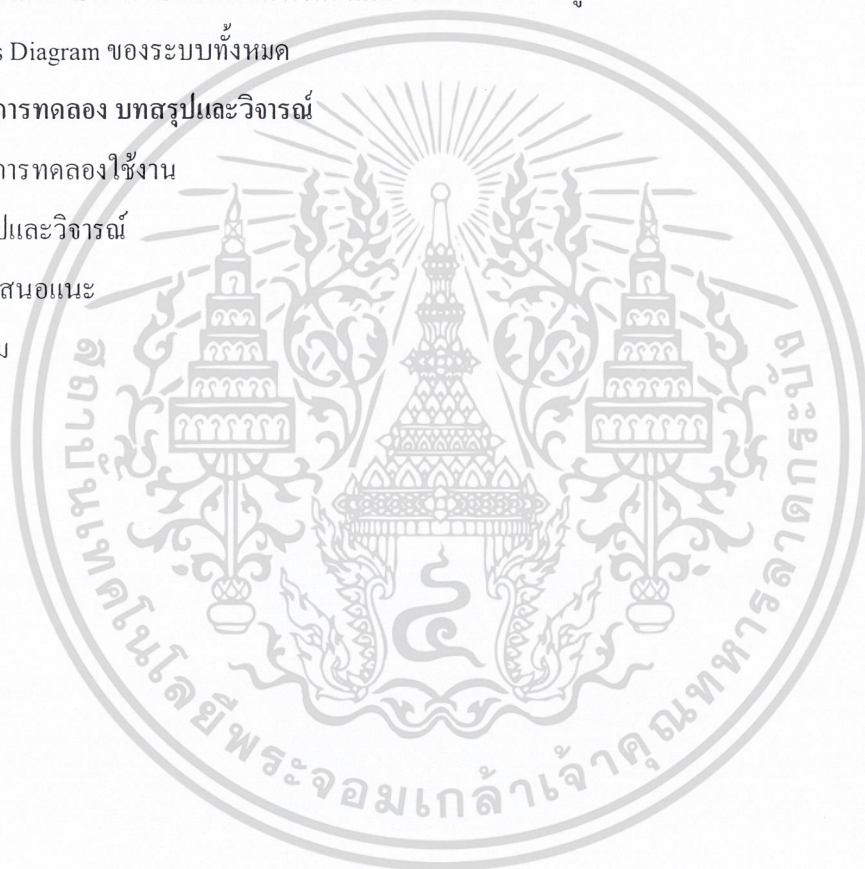 s Diagram ของระบบทั้งหมด
การทดลอง บทสรุปและวิจารณ์
การทดลองใช้งาน
และวิจารณ์
สนอแนะ
สถาบันเทคโนโลยีพระจอมเกล้าเจ้าคุณทหารลาดกระบัง